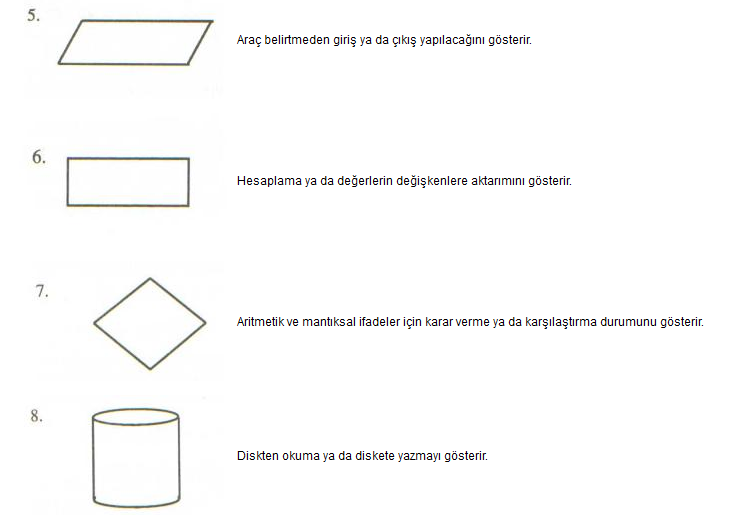 5.
Araç belirtmeden giriş ya da çıkış yapılacağını gösterir.
6.
Hesaplama ya da değerlerin değişkenlere aktarımını gösterir.
7.
Aritmetik ve mantıksal ifadeler için karar verme ya da karşılaştırma durumunu gösterir.
8.
Diskten okuma ya da diskete yazmayı gösterir.